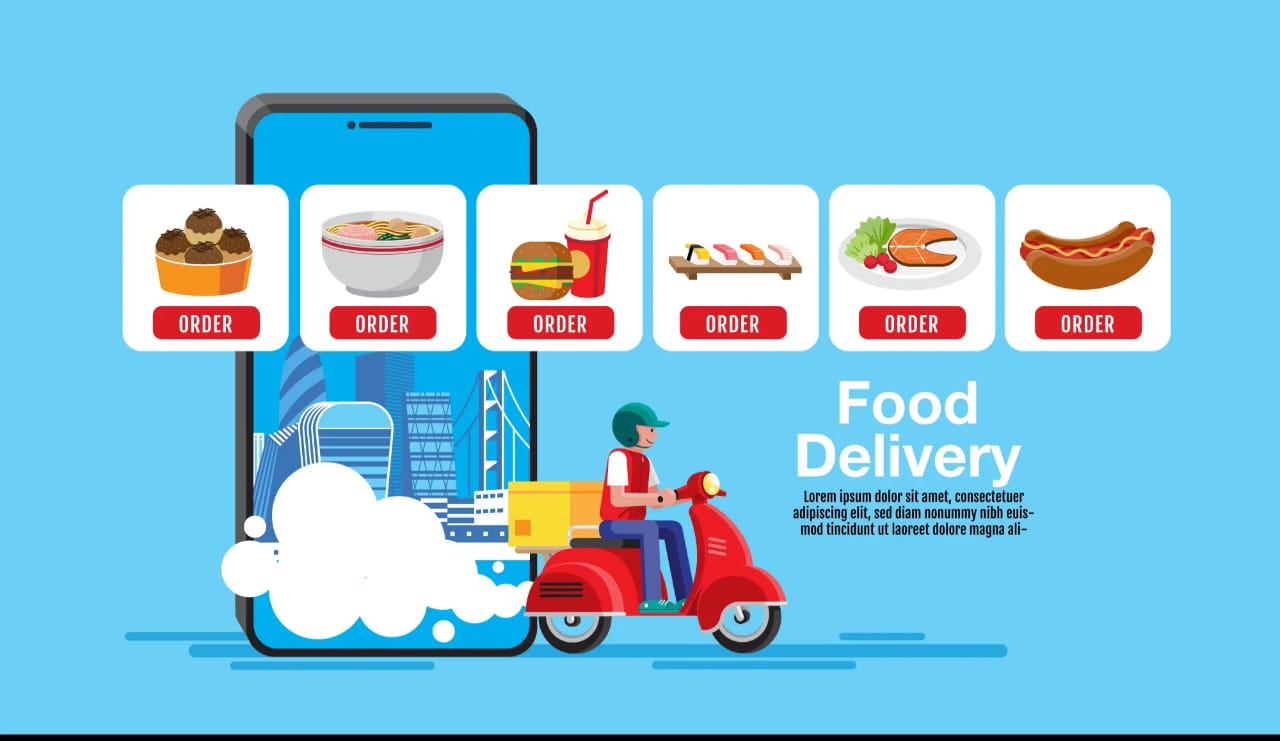 ORDER
ORDER
ORDER
ORDER
ORDER
ORDER
Food
Delivery
Lorem ipsum dolor sit amet, consectetuer
adipiscing elit, sed diam nonummy nibh euis-
mod tincidunt ut laoreet dolore magna ali-